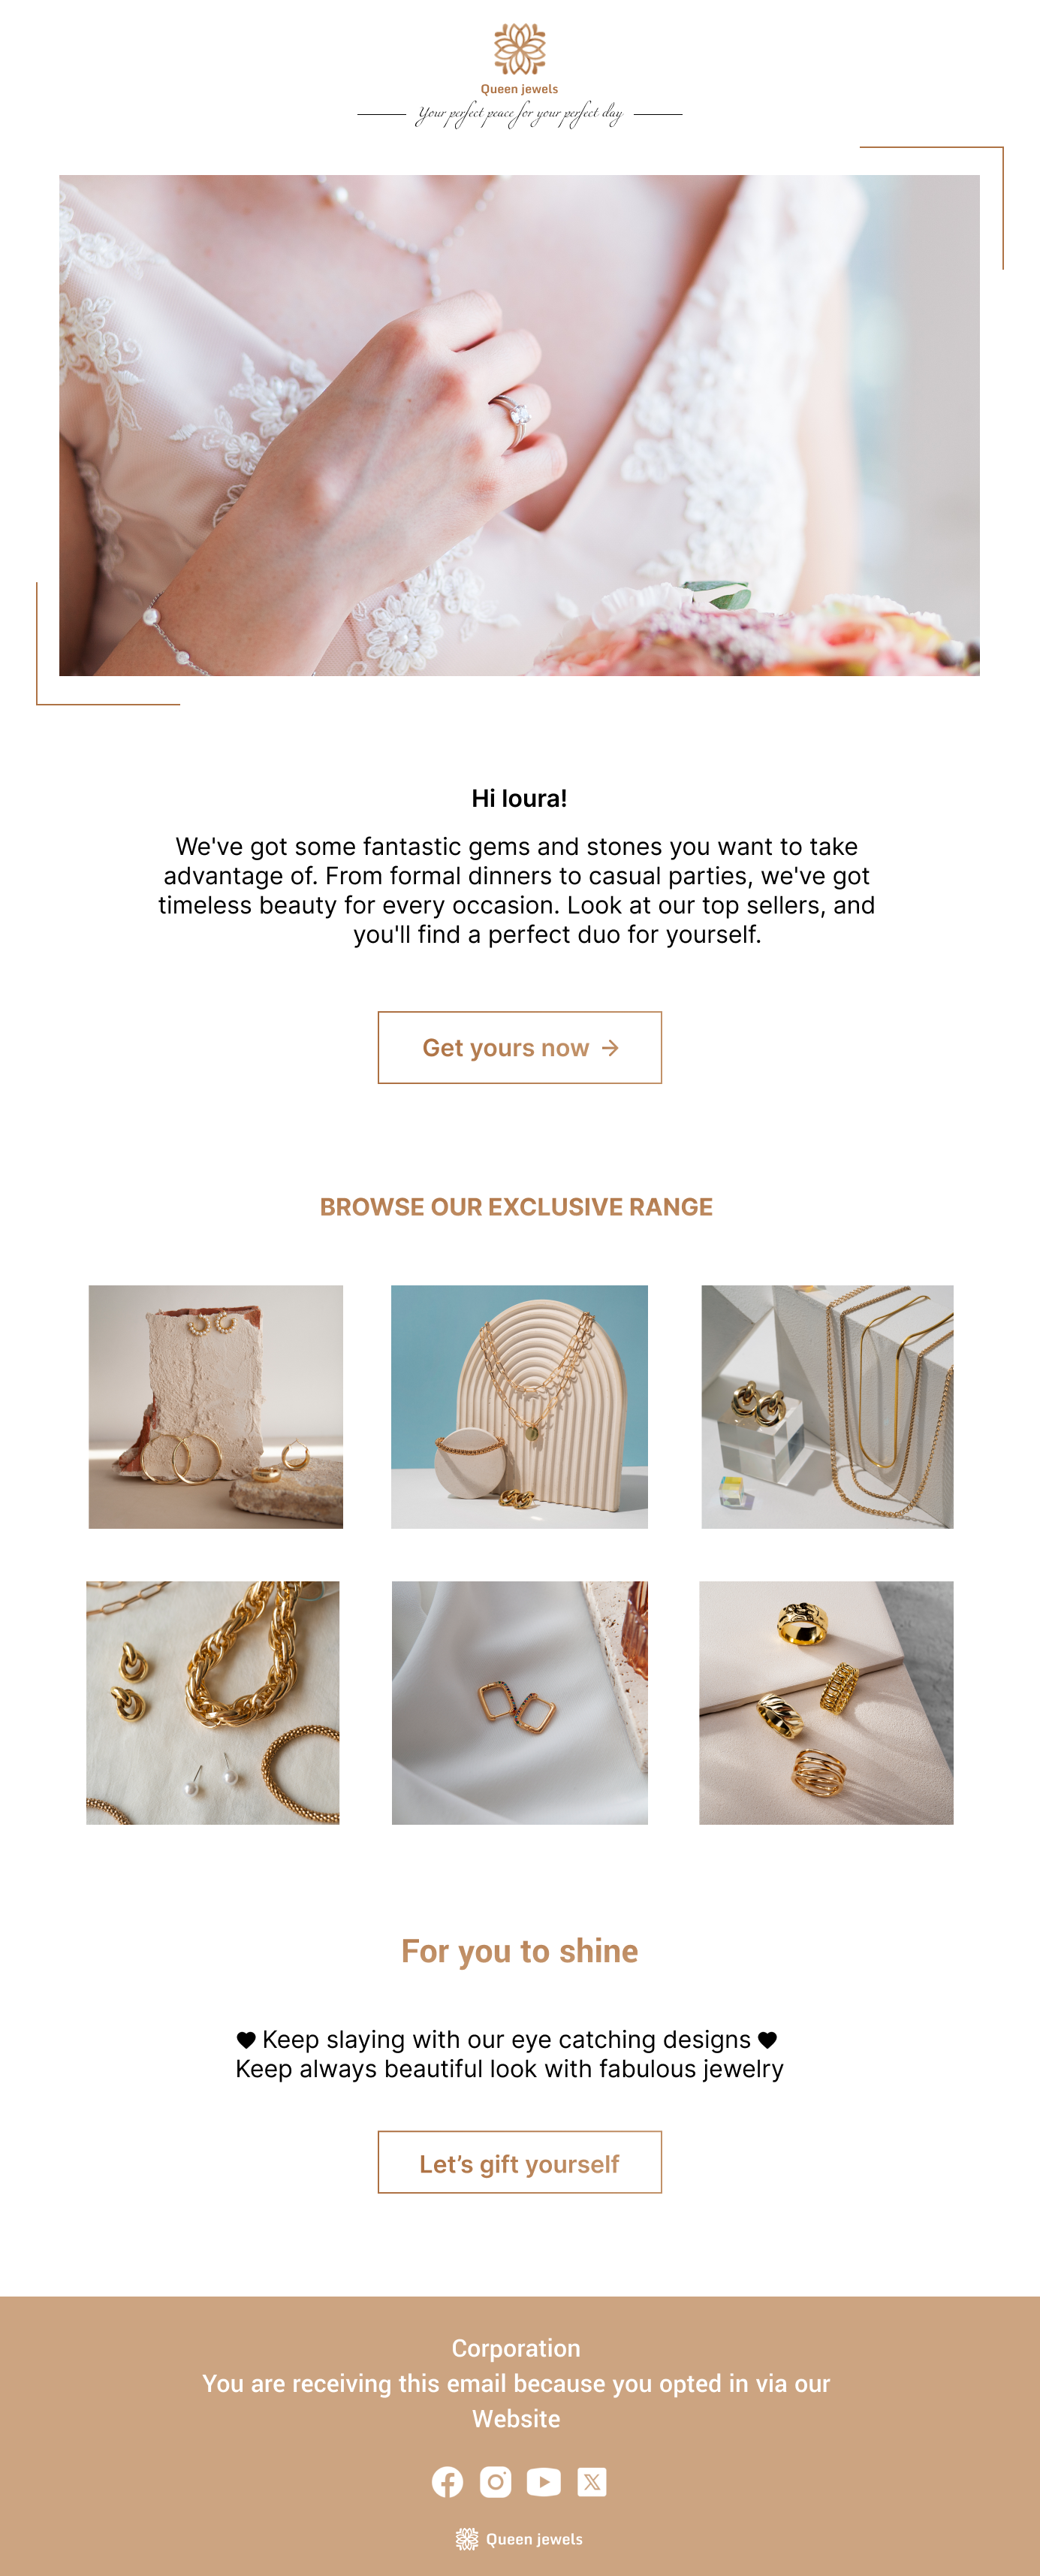 Queen jewels
Your perfect peace for your perfect day
Hi loura!
We've got some fantastic gems and stones you want to take
advantage of. From formal dinners to casual parties, we've got
timeless beauty for every occasion. Look at our top sellers, and
you'll find a perfect duo for yourself.
Get yours now →
BROWSE OUR EXCLUSIVE RANGE
For you to shine
♥ Keep slaying with our eye catching designs ♥
Keep always beautiful look with fabulous jewelry
Let’s gift yourself
Corporation
You are receiving this email because you opted in via our
Website
Queen jewels